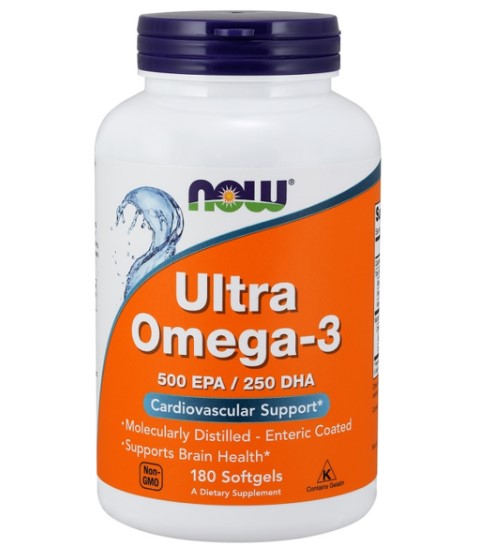 NOW®
Ultra
Omega-3
500 EPA / 250 DHA
Cardiovascular Support*
•Molecularly Distilled - Enteric Coated
•Supports Brain Health*
Non-
GMO
180 Softgels
A Dietary Supplement
K
Contains Gelatin